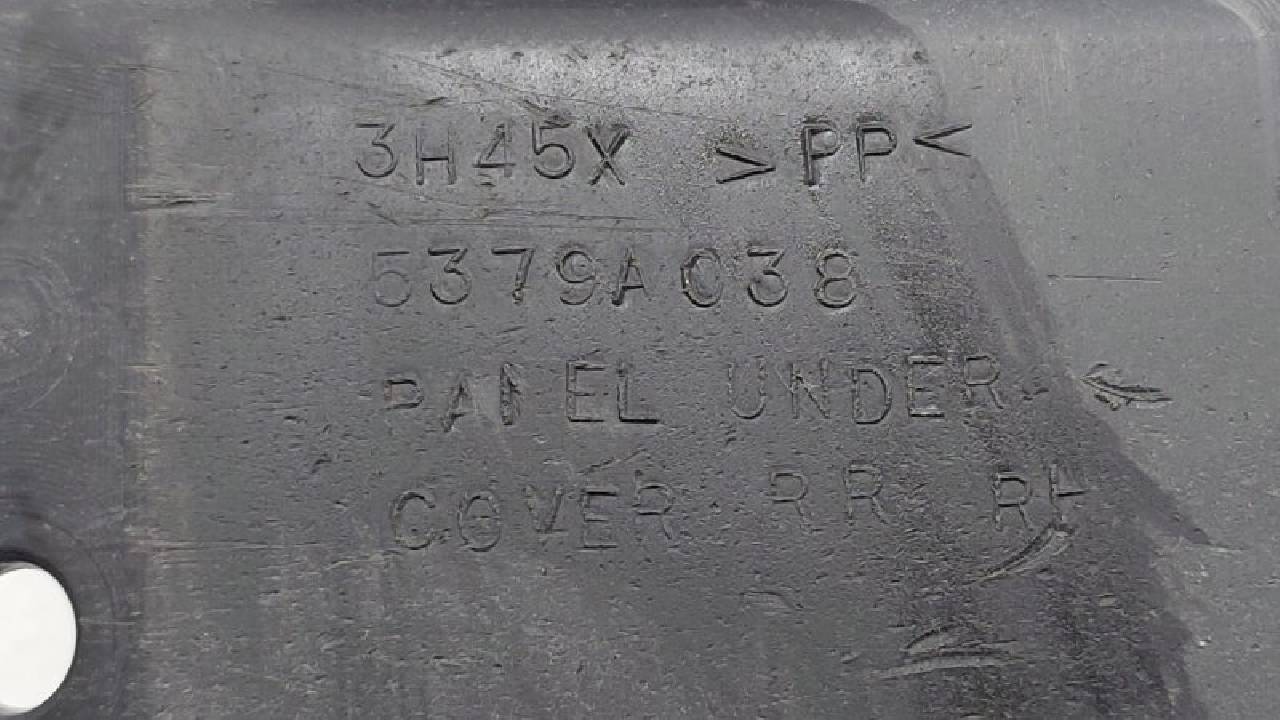 3H45X >PP<
5379A038
PANEL UNDER
COVER RR RH